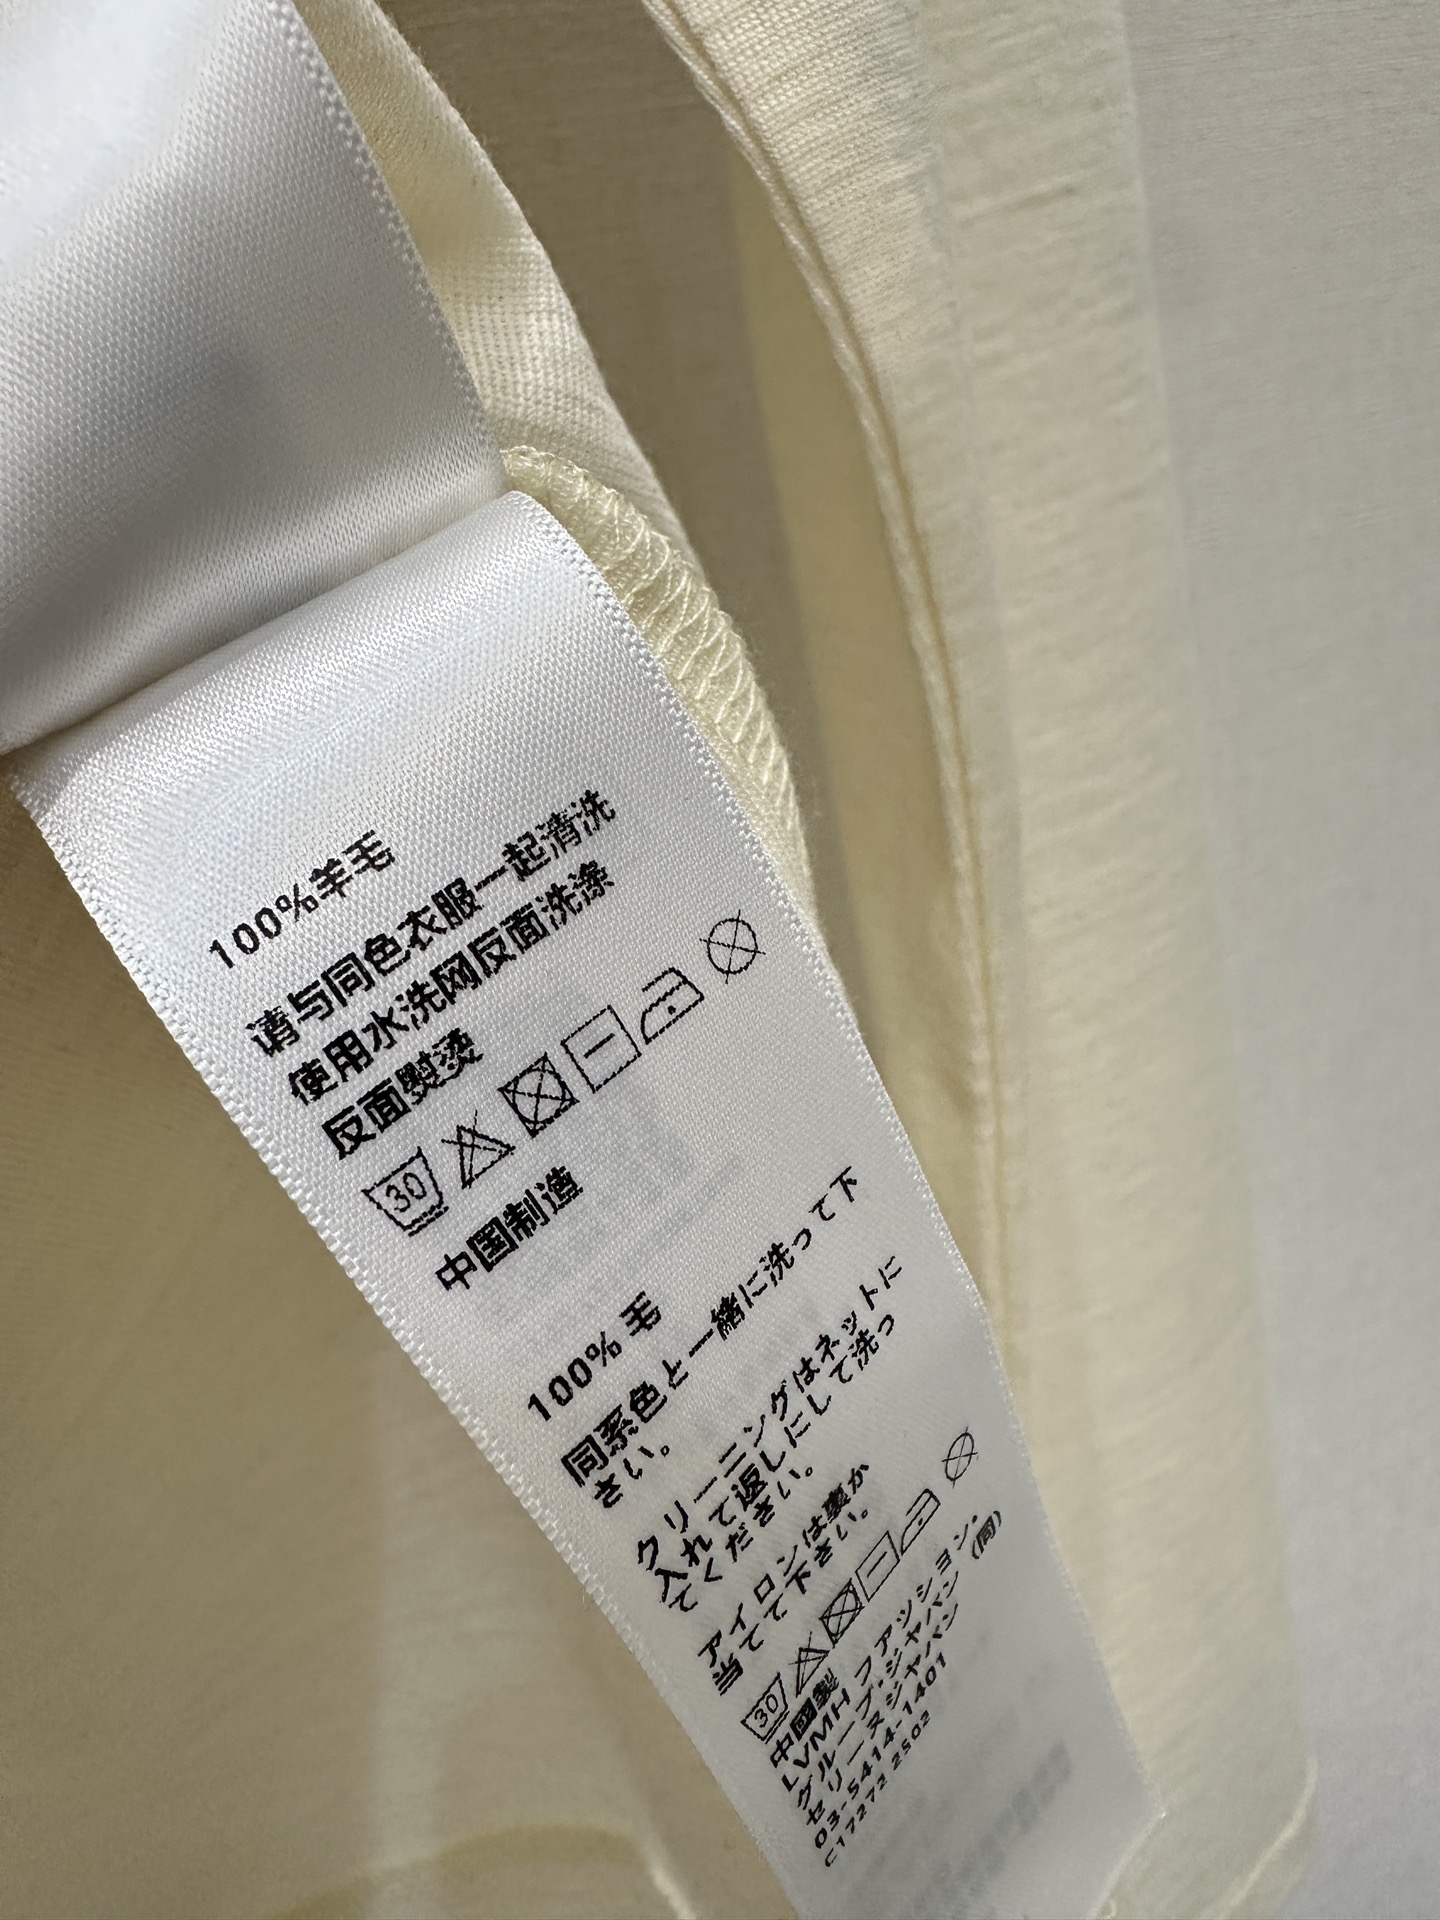 100%羊毛
请与同色衣服一起清洗
使用水洗网反面洗涤
反面熨烫
30
中国制造
100% 毛
同系色と一緒に洗って下
さい。
クリーニングはネットに
入れて返しにして洗っ
てください。
アイロンは裏か
当てて下さい。
30
中國製
LVMH ファッション・
グループ・ジャパン (同)
セリーヌジャパン
03-5414-1401
C17272 2502